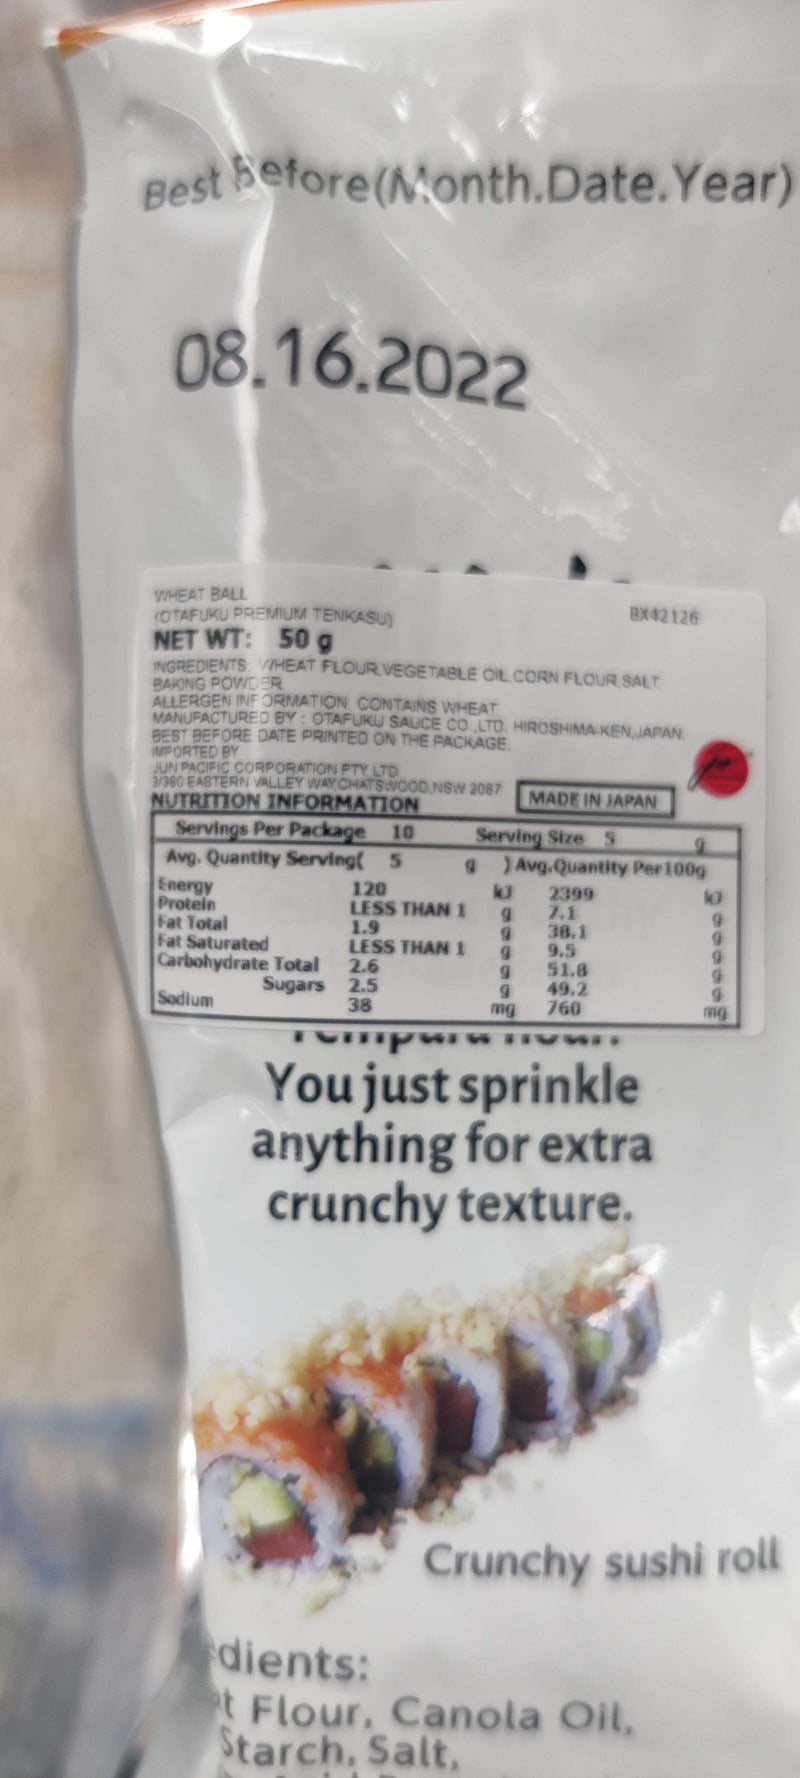 Best Before(Month.Date.Year)
08.16.2022
WHEAT BALL
(OTAFUKU PREMIUM TENKASU)
BX42126
NET WT: 50 g
INGREDIENTS: WHEAT FLOUR,VEGETABLE OIL,CORN FLOUR,SALT,
BAKING POWDER
ALLERGEN INFORMATION: CONTAINS WHEAT
MANUFACTURED BY : OTAFUKU SAUCE CO.,LTD. HIROSHIMA-KEN,JAPAN.
BEST BEFORE DATE PRINTED ON THE PACKAGE.
IMPORTED BY
JUN PACIFIC CORPORATION PTY LTD
3/380 EASTERN VALLEY WAY,CHATSWOOD,NSW 2067
MADE IN JAPAN
NUTRITION INFORMATION
Servings Per Package 10 Serving Size 5 g
Avg. Quantity Serving( 5 g ) Avg.Quantity Per100g
Energy 120 kJ 2399 kJ
Protein LESS THAN 1 g 7.1 g
Fat Total 1.9 g 38.1 g
Fat Saturated LESS THAN 1 g 9.5 g
Carbohydrate Total 2.6 g 51.8 g
Sugars 2.5 g 49.2 g
Sodium 38 mg 760 mg
You just sprinkle
anything for extra
crunchy texture.
Crunchy sushi roll
edients:
at Flour, Canola Oil,
Starch, Salt,